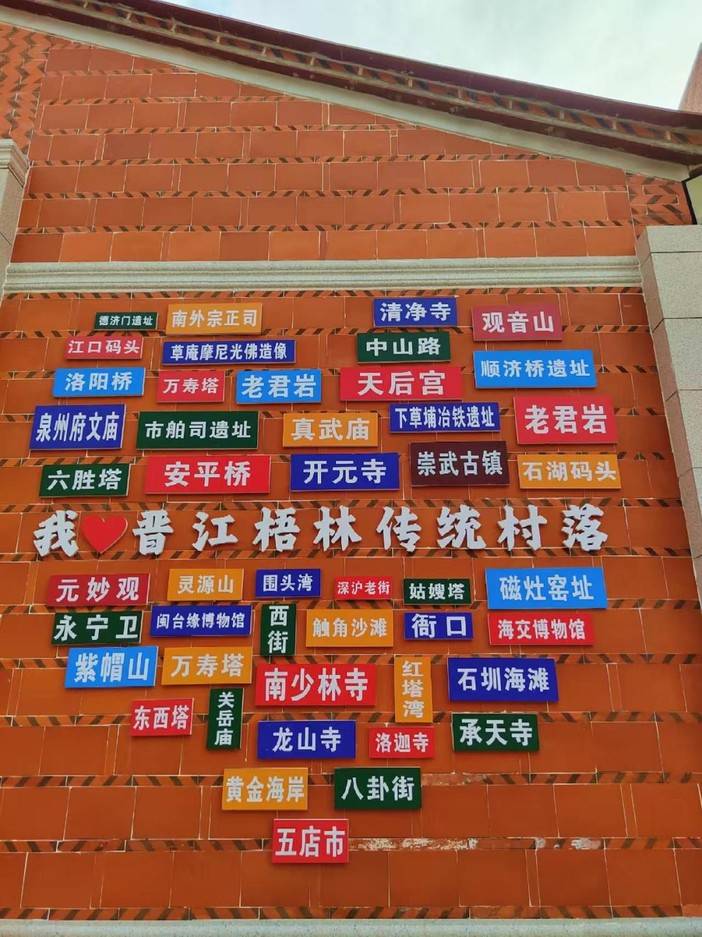 德济门遗址 南外宗正司 清净寺 观音山
江口码头 草庵摩尼光佛造像 中山路
洛阳桥 万寿塔 老君岩 天后宫 顺济桥遗址
泉州府文庙 市舶司遗址 真武庙 下草埔冶铁遗址 老君岩
六胜塔 安平桥 开元寺 崇武古镇 石湖码头
我❤晋江梧林传统村落
元妙观 灵源山 围头湾 深沪老街 姑嫂塔 磁灶窑址
永宁卫 闽台缘博物馆 西街 触角沙滩 衙口 海交博物馆
紫帽山 万寿塔 南少林寺 红塔湾 石圳海滩
东西塔 关岳庙 龙山寺 洛迦寺 承天寺
黄金海岸 八卦街
五店市